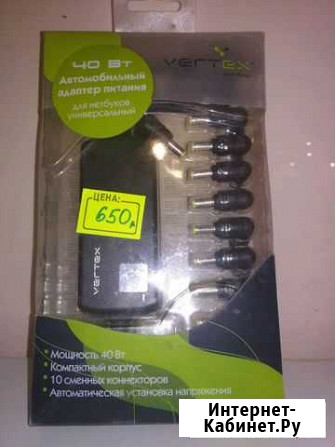 40 Вт
Автомобильный
адаптер питания
для нетбуков
универсальный
VERTEX
ЦЕНА:
650р
VERTEX
• Мощность 40 Вт
• Компактный корпус
• 10 сменных коннекторов
• Автоматическая установка напряжения
Интернет-
Кабинет.Ру